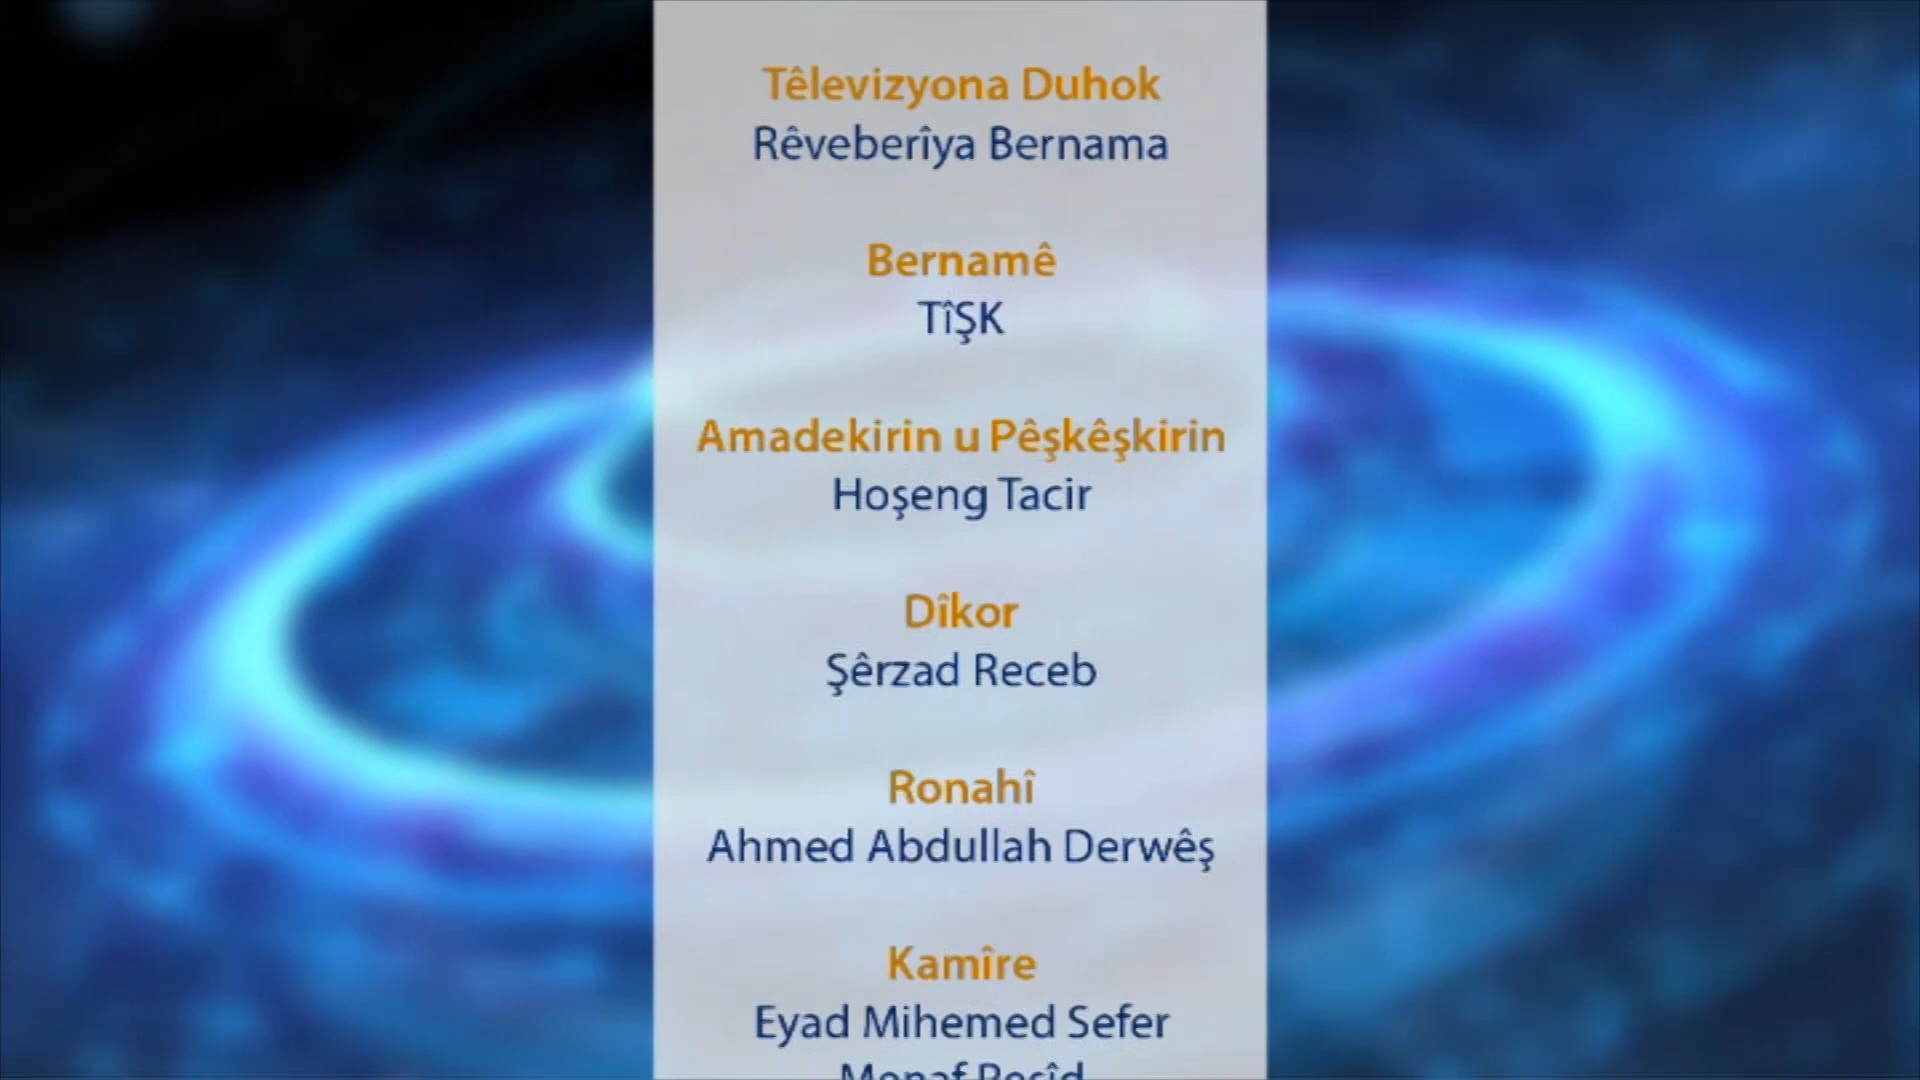 Têlevizyona Duhok
Rêveberîya Bernama
Bernamê
TîŞK
Amadekirin u Pêşkêşkirin
Hoşeng Tacir
Dîkor
Şêrzad Receb
Ronahî
Ahmed Abdullah Derwêş
Kamîre
Eyad Mihemed Sefer